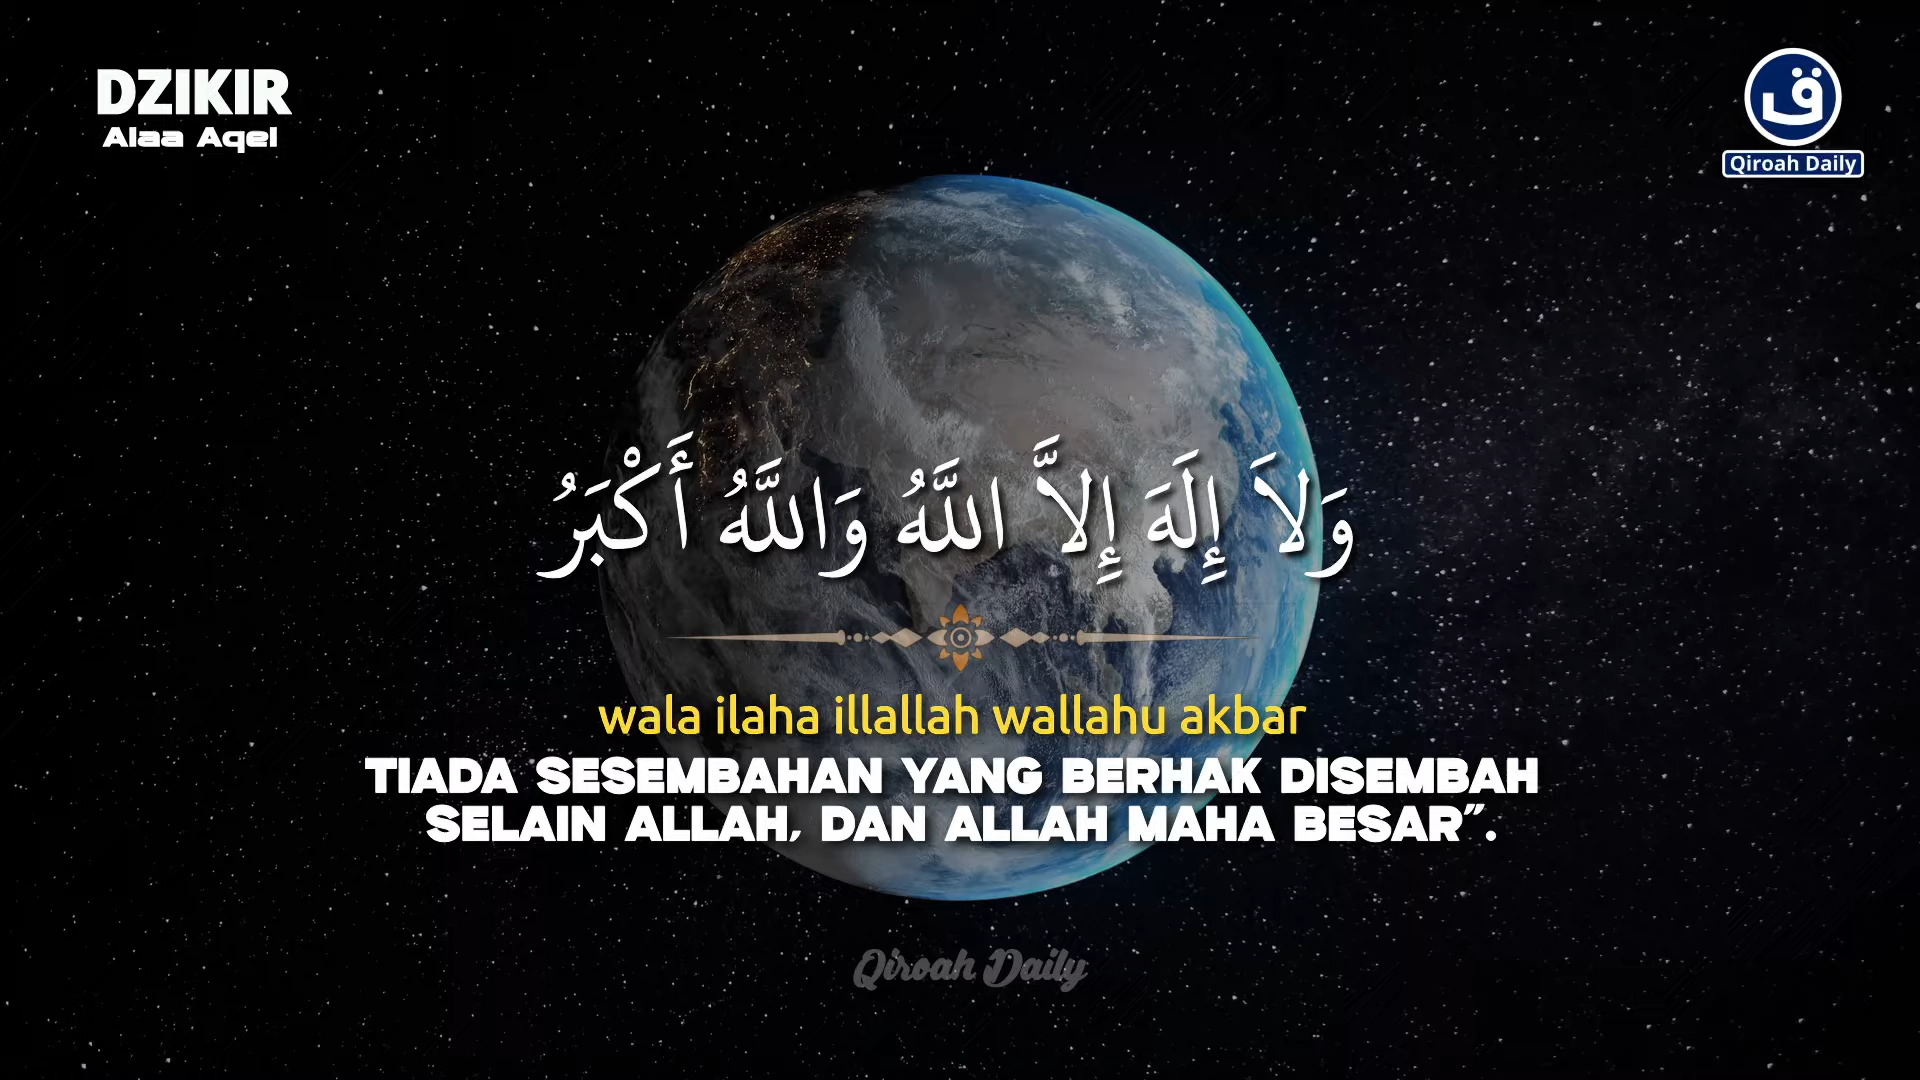 DZIKIR
Alaa Aqel
ق
Qiroah Daily
وَلاَ إِلَهَ إِلاَّ اللَّهُ وَاللَّهُ أَكْبَرُ
wala ilaha illallah wallahu akbar
TIADA SESEMBAHAN YANG BERHAK DISEMBAH
SELAIN ALLAH, DAN ALLAH MAHA BESAR”.
Qiroah Daily